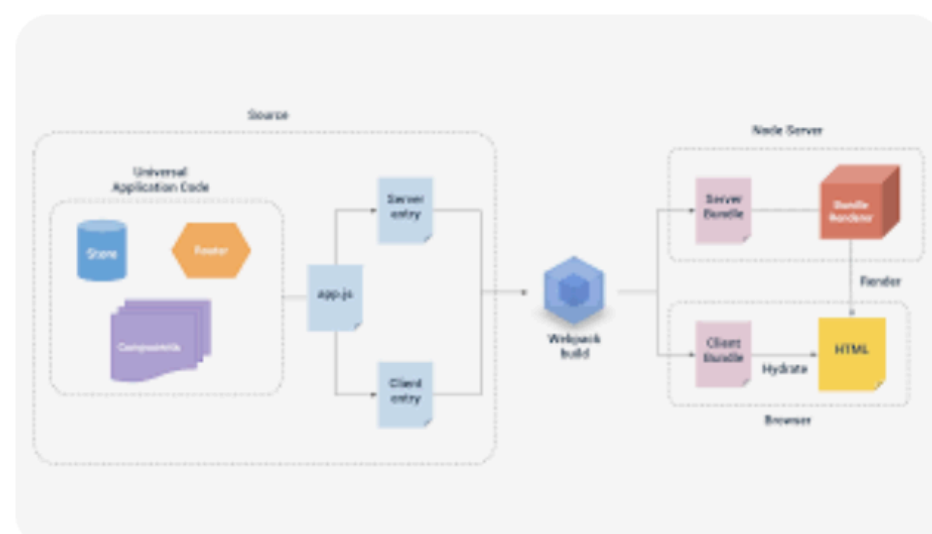 Source
Universal
Application Code
Store
Router
Components
app.js
Server
entry
Client
entry
Webpack
build
Node Server
Server
Bundle
Bundle
Renderer
Render
Client
Bundle
Hydrate
HTML
Browser